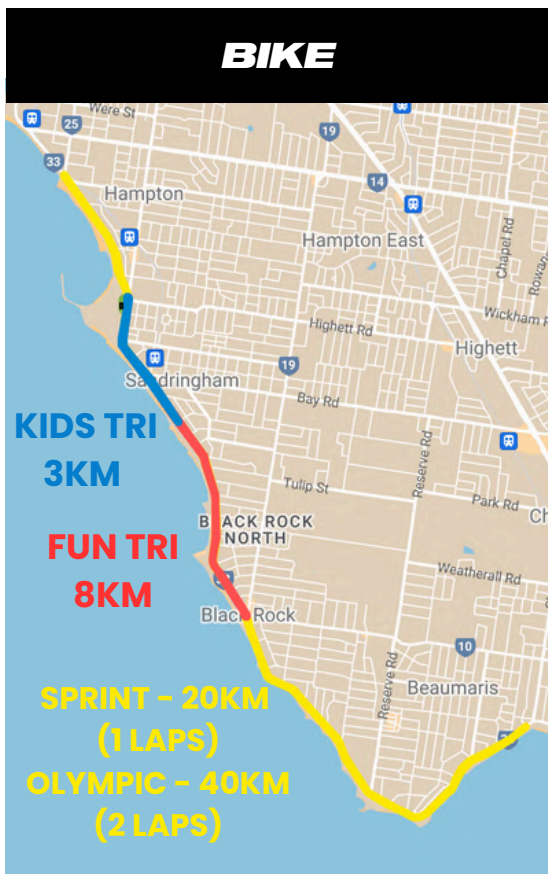 BIKE
Were St
25
19
33
14
Hampton
Chapel Rd
Hampton East
Highett Rd
Highett
19
Sandringham
Bay Rd
KIDS TRI
3KM
Reserve Rd
Tulip St
Park Rd
BLACK ROCK
NORTH
FUN TRI
8KM
Weatherall Rd
Black Rock
10
Reserve Rd
Beaumaris
SPRINT - 20KM
(1 LAPS)
OLYMPIC - 40KM
(2 LAPS)